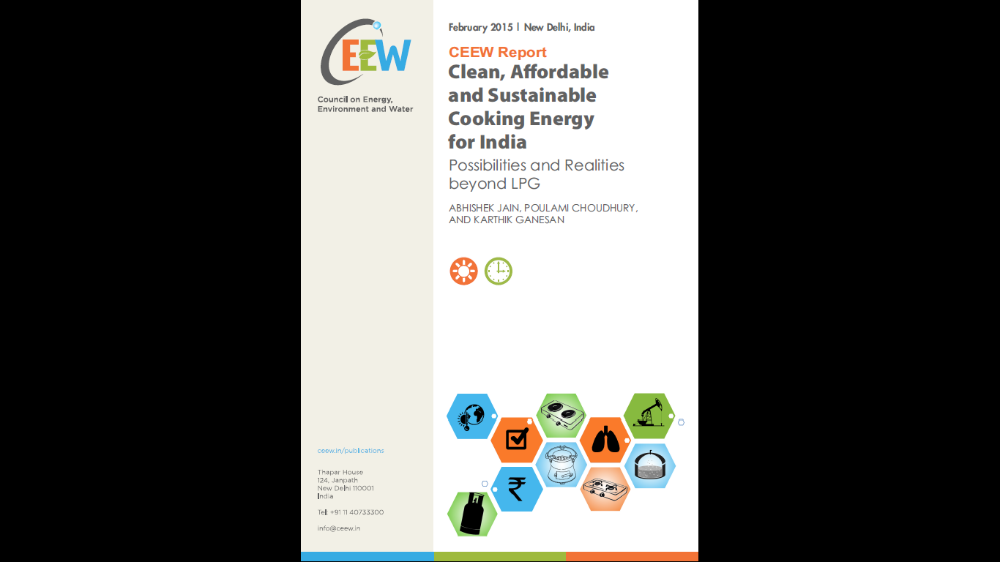 CEEW
Council on Energy,
Environment and Water
February 2015 | New Delhi, India
CEEW Report
Clean, Affordable
and Sustainable
Cooking Energy
for India
Possibilities and Realities
beyond LPG
ABHISHEK JAIN, POULAMI CHOUDHURY,
AND KARTHIK GANESAN
₹
ceew.in/publications
Thapar House
124, Janpath
New Delhi 110001
India
Tel: +91 11 40733300
info@ceew.in